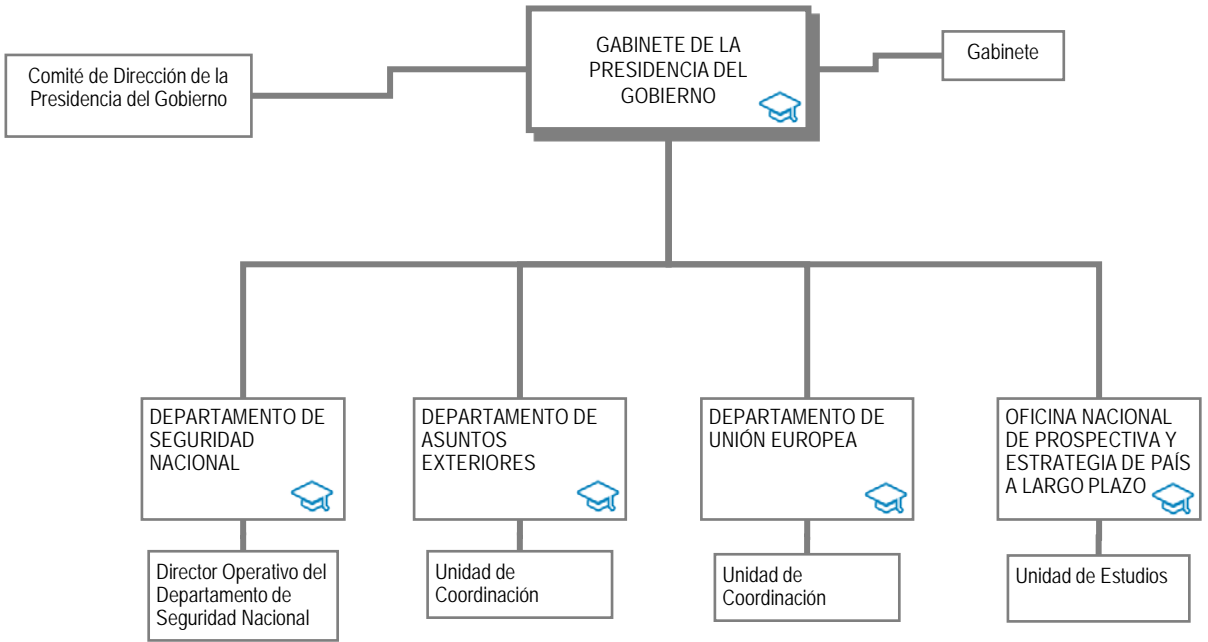 GABINETE DE LA
PRESIDENCIA DEL
GOBIERNO
Comité de Dirección de la
Presidencia del Gobierno
Gabinete
DEPARTAMENTO DE
SEGURIDAD
NACIONAL
DEPARTAMENTO DE
ASUNTOS
EXTERIORES
DEPARTAMENTO DE
UNIÓN EUROPEA
OFICINA NACIONAL
DE PROSPECTIVA Y
ESTRATEGIA DE PAÍS
A LARGO PLAZO
Director Operativo del
Departamento de
Seguridad Nacional
Unidad de
Coordinación
Unidad de
Coordinación
Unidad de Estudios